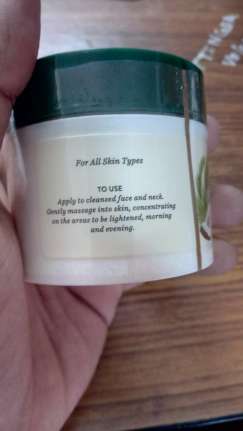 For All Skin Types
TO USE
Apply to cleansed face and neck.
Gently massage into skin, concentrating
on the areas to be lightened, morning
and evening.